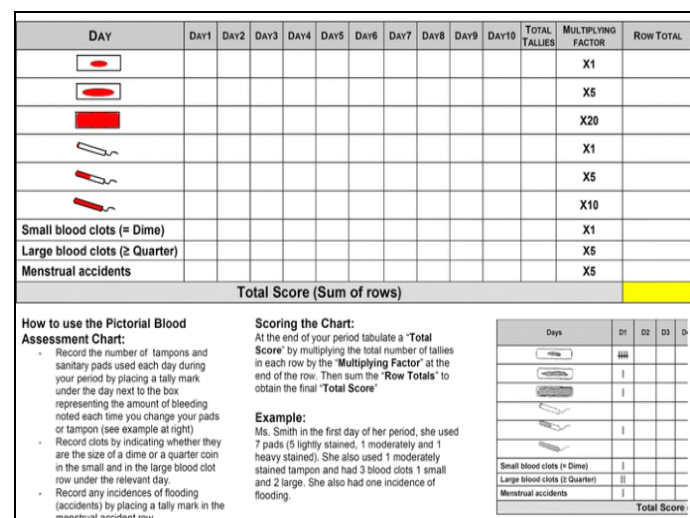 DAY DAY1 DAY2 DAY3 DAY4 DAY5 DAY6 DAY7 DAY8 DAY9 DAY10 TOTAL TALLIES MULTIPLYING FACTOR ROW TOTAL
X1
X5
X20
X1
X5
X10
Small blood clots (= Dime) X1
Large blood clots (≥ Quarter) X5
Menstrual accidents X5
Total Score (Sum of rows)
How to use the Pictorial Blood
Assessment Chart:
- Record the number of tampons and
sanitary pads used each day during
your period by placing a tally mark
under the day next to the box
representing the amount of bleeding
noted each time you change your pads
or tampon (see example at right)
- Record clots by indicating whether they
are the size of a dime or a quarter coin
in the small and in the large blood clot
row under the relevant day.
- Record any incidences of flooding
(accidents) by placing a tally mark in the
menstrual accident row
Scoring the Chart:
At the end of your period tabulate a "Total
Score" by multiplying the total number of tallies
in each row by the "Multiplying Factor" at the
end of the row. Then sum the "Row Totals" to
obtain the final "Total Score"
Example:
Ms. Smith in the first day of her period, she used
7 pads (5 lightly stained, 1 moderately and 1
heavy stained). She also used 1 moderately
stained tampon and had 3 blood clots 1 small
and 2 large. She also had one incidence of
flooding.
Days D1 D2 D3
Small blood clots (= Dime)
Large blood clots (≥ Quarter)
Menstrual accidents
Total Score